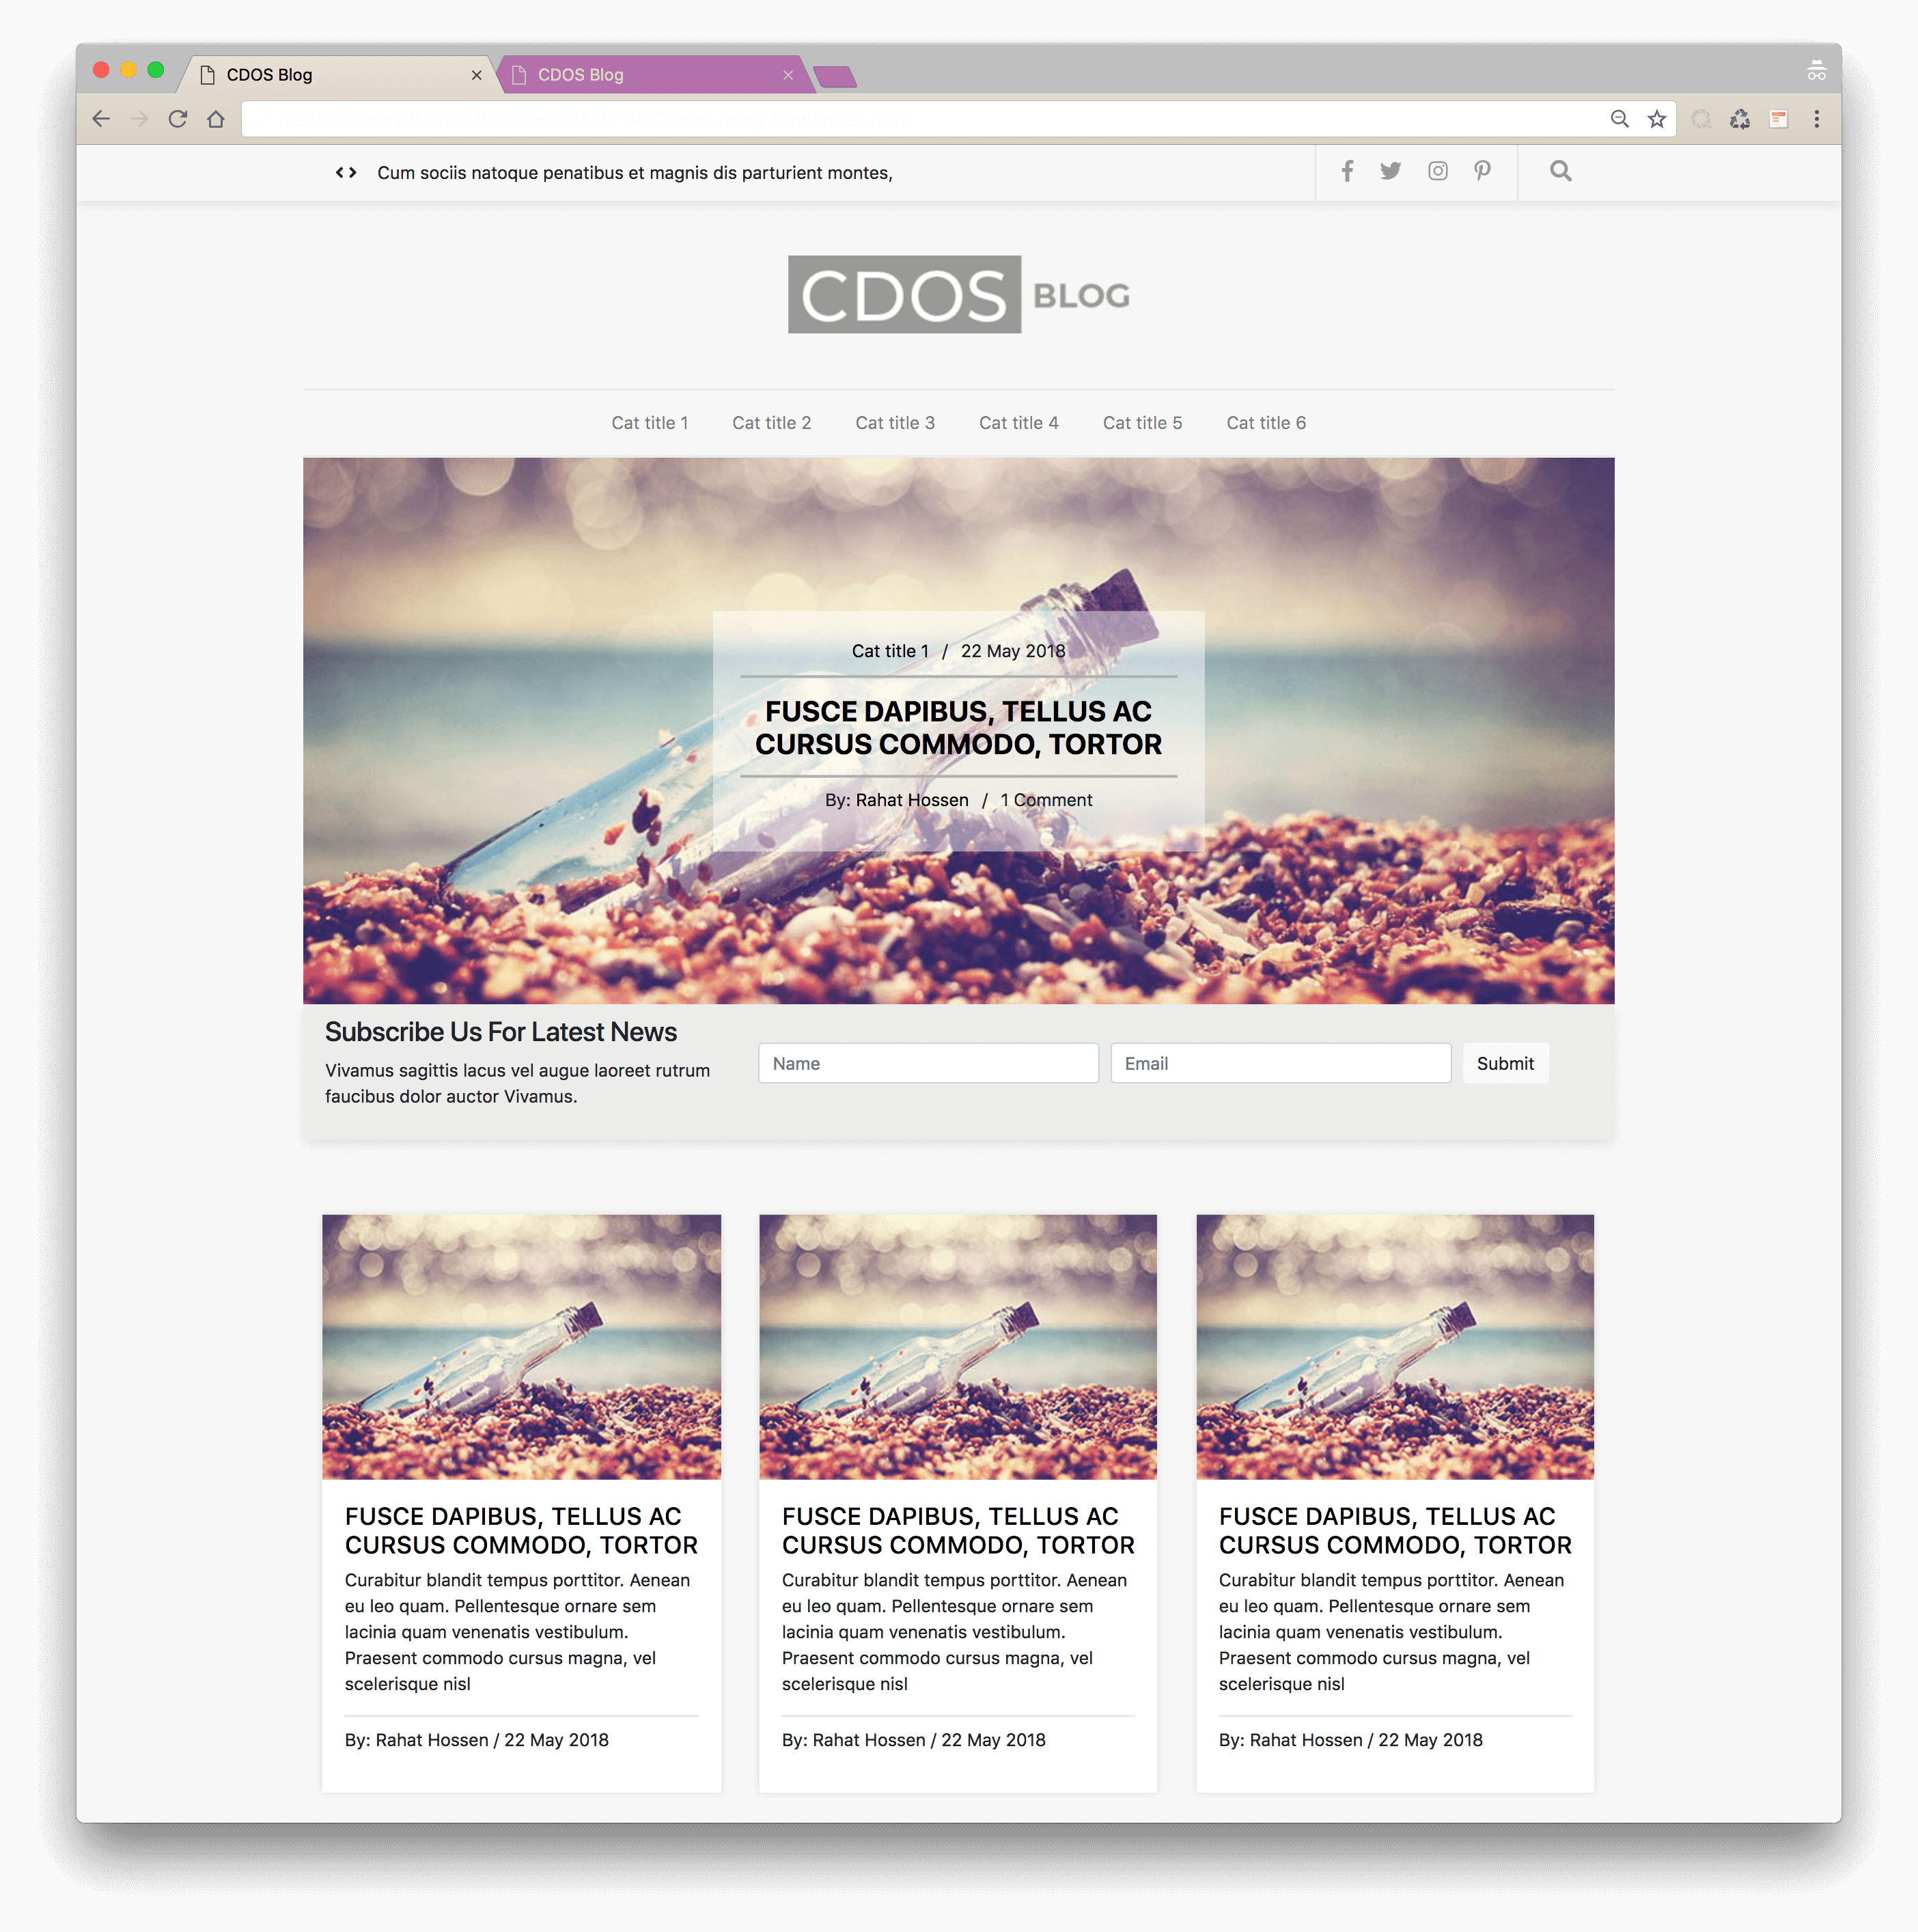 CDOS Blog
CDOS Blog
Cum sociis natoque penatibus et magnis dis parturient montes,
CDOS BLOG
Cat title 1 Cat title 2 Cat title 3 Cat title 4 Cat title 5 Cat title 6
Cat title 1 / 22 May 2018
FUSCE DAPIBUS, TELLUS AC
CURSUS COMMODO, TORTOR
By: Rahat Hossen / 1 Comment
Subscribe Us For Latest News
Vivamus sagittis lacus vel augue laoreet rutrum
faucibus dolor auctor Vivamus.
Name
Email
Submit
FUSCE DAPIBUS, TELLUS AC
CURSUS COMMODO, TORTOR
Curabitur blandit tempus porttitor. Aenean
eu leo quam. Pellentesque ornare sem
lacinia quam venenatis vestibulum.
Praesent commodo cursus magna, vel
scelerisque nisl
By: Rahat Hossen / 22 May 2018
FUSCE DAPIBUS, TELLUS AC
CURSUS COMMODO, TORTOR
Curabitur blandit tempus porttitor. Aenean
eu leo quam. Pellentesque ornare sem
lacinia quam venenatis vestibulum.
Praesent commodo cursus magna, vel
scelerisque nisl
By: Rahat Hossen / 22 May 2018
FUSCE DAPIBUS, TELLUS AC
CURSUS COMMODO, TORTOR
Curabitur blandit tempus porttitor. Aenean
eu leo quam. Pellentesque ornare sem
lacinia quam venenatis vestibulum.
Praesent commodo cursus magna, vel
scelerisque nisl
By: Rahat Hossen / 22 May 2018